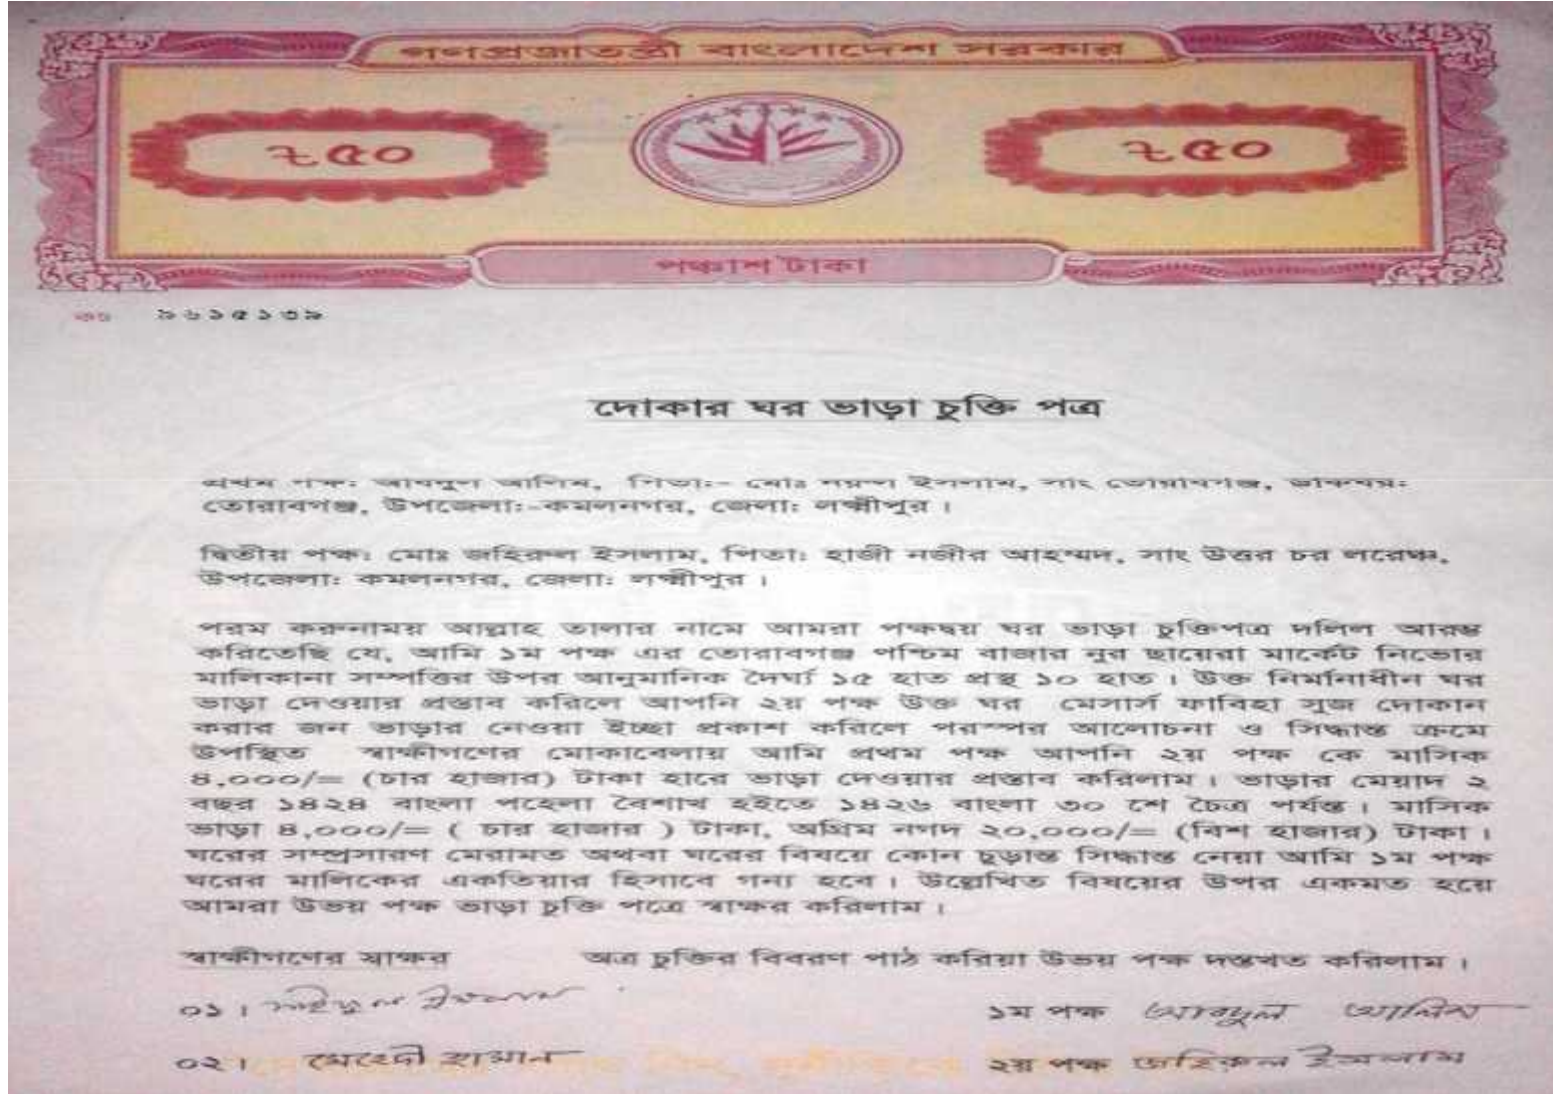 গণপ্রজাতন্ত্রী বাংলাদেশ সরকার
৳৫০ ৳৫০
পঞ্চাশ টাকা
৯৬১৫১৩৯
দোকার ঘর ভাড়া চুক্তি পত্র
প্রথম পক্ষ: আবদুল আলিম, পিতা:- মোঃ নুরুল ইসলাম, সাং তোরাবগঞ্জ, ডাকঘর:
তোরাবগঞ্জ, উপজেলা:-কমলনগর, জেলা: লক্ষ্মীপুর।
দ্বিতীয় পক্ষ: মোঃ জহিরুল ইসলাম, পিতা: হাজী নজীর আহম্মদ, সাং উত্তর চর লরেঞ্চ,
উপজেলা: কমলনগর, জেলা: লক্ষ্মীপুর।
পরম করুনাময় আল্লাহ তালার নামে আমরা পক্ষদ্বয় ঘর ভাড়া চুক্তিপত্র দলিল আরম্ভ
করিতেছি যে, আমি ১ম পক্ষ এর তোরাবগঞ্জ পশ্চিম বাজার নুর ছায়েরা মার্কেট নিভোর
মালিকানা সম্পত্তির উপর আনুমানিক দৈর্ঘ্য ১৫ হাত প্রস্থ ১০ হাত। উক্ত নির্মানাধীন ঘর
ভাড়া দেওয়ার প্রস্তাব করিলে আপনি ২য় পক্ষ উক্ত ঘর মেসার্স ফাবিহা সুজ দোকান
করার জন ভাড়ার নেওয়া ইচ্ছা প্রকাশ করিলে পরস্পর আলোচনা ও সিদ্ধান্ত ক্রমে
উপস্থিত স্বাক্ষীগণের মোকাবেলায় আমি প্রথম পক্ষ আপনি ২য় পক্ষ কে মাসিক
৪,০০০/= (চার হাজার) টাকা হারে ভাড়া দেওয়ার প্রস্তাব করিলাম। ভাড়ার মেয়াদ ২
বছর ১৪২৪ বাংলা পহেলা বৈশাখ হইতে ১৪২৬ বাংলা ৩০ শে চৈত্র পর্যন্ত। মাসিক
ভাড়া ৪,০০০/= ( চার হাজার ) টাকা, অগ্রিম নগদ ২০,০০০/= (বিশ হাজার) টাকা।
ঘরের সম্প্রসারণ মেরামত অথবা ঘরের বিষয়ে কোন চুড়ান্ত সিদ্ধান্ত নেয়া আমি ১ম পক্ষ
ঘরের মালিকের একতিয়ার হিসাবে গন্য হবে। উল্লেখিত বিষয়ের উপর একমত হয়ে
আমরা উভয় পক্ষ ভাড়া চুক্তি পত্রে স্বাক্ষর করিলাম।
স্বাক্ষীগণের স্বাক্ষর অত্র চুক্তির বিবরণ পাঠ করিয়া উভয় পক্ষ দস্তখত করিলাম।
০১। সাইফুল ইসলাম ১ম পক্ষ আবদুল আলিম
০২। মেহেদী হাসান ২য় পক্ষ জহিরুল ইসলাম